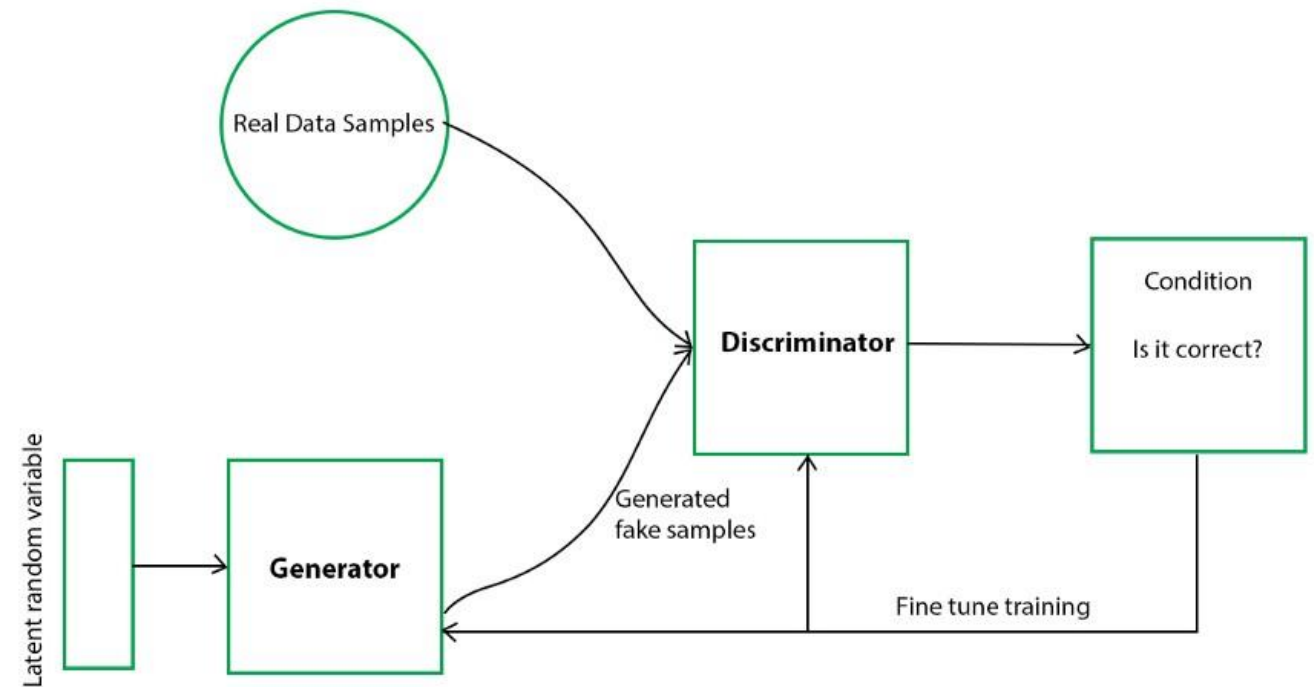 Real Data Samples
Condition
Is it correct?
Discriminator
Latent random variable
Generator
Generated
fake samples
Fine tune training